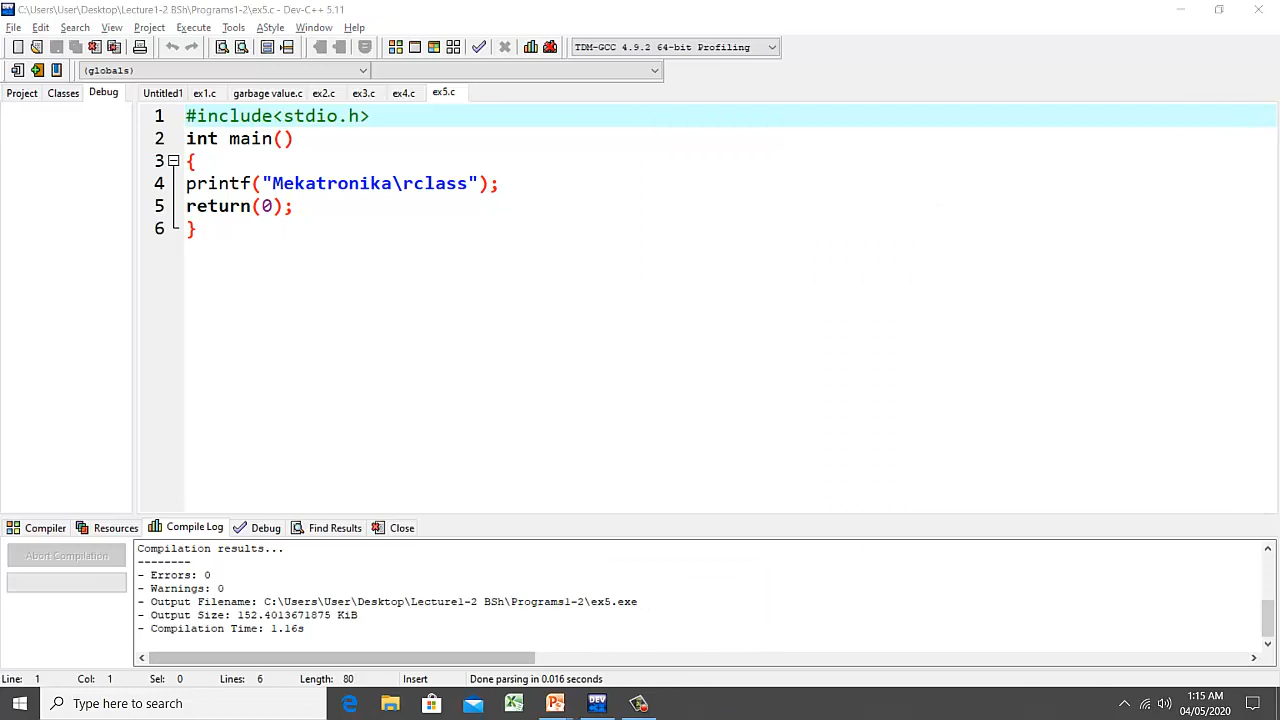 C:\Users\User\Desktop\Lecture1-2 BSh\Programs1-2\ex5.c - Dev-C++ 5.11
File Edit Search View Project Execute Tools AStyle Window Help
TDM-GCC 4.9.2 64-bit Profiling
(globals)
Project Classes Debug Untitled1 ex1.c garbage value.c ex2.c ex3.c ex4.c ex5.c
1 #include<stdio.h>
2 int main()
3 {
4 printf("Mekatronika\rclass");
5 return(0);
6 }
Compiler Resources Compile Log Debug Find Results Close
Abort Compilation
Compilation results...
--------
- Errors: 0
- Warnings: 0
- Output Filename: C:\Users\User\Desktop\Lecture1-2 BSh\Programs1-2\ex5.exe
- Output Size: 152.4013671875 KiB
- Compilation Time: 1.16s
Line: 1 Col: 1 Sel: 0 Lines: 6 Length: 80 Insert Done parsing in 0.016 seconds
Type here to search
1:15 AM
04/05/2020